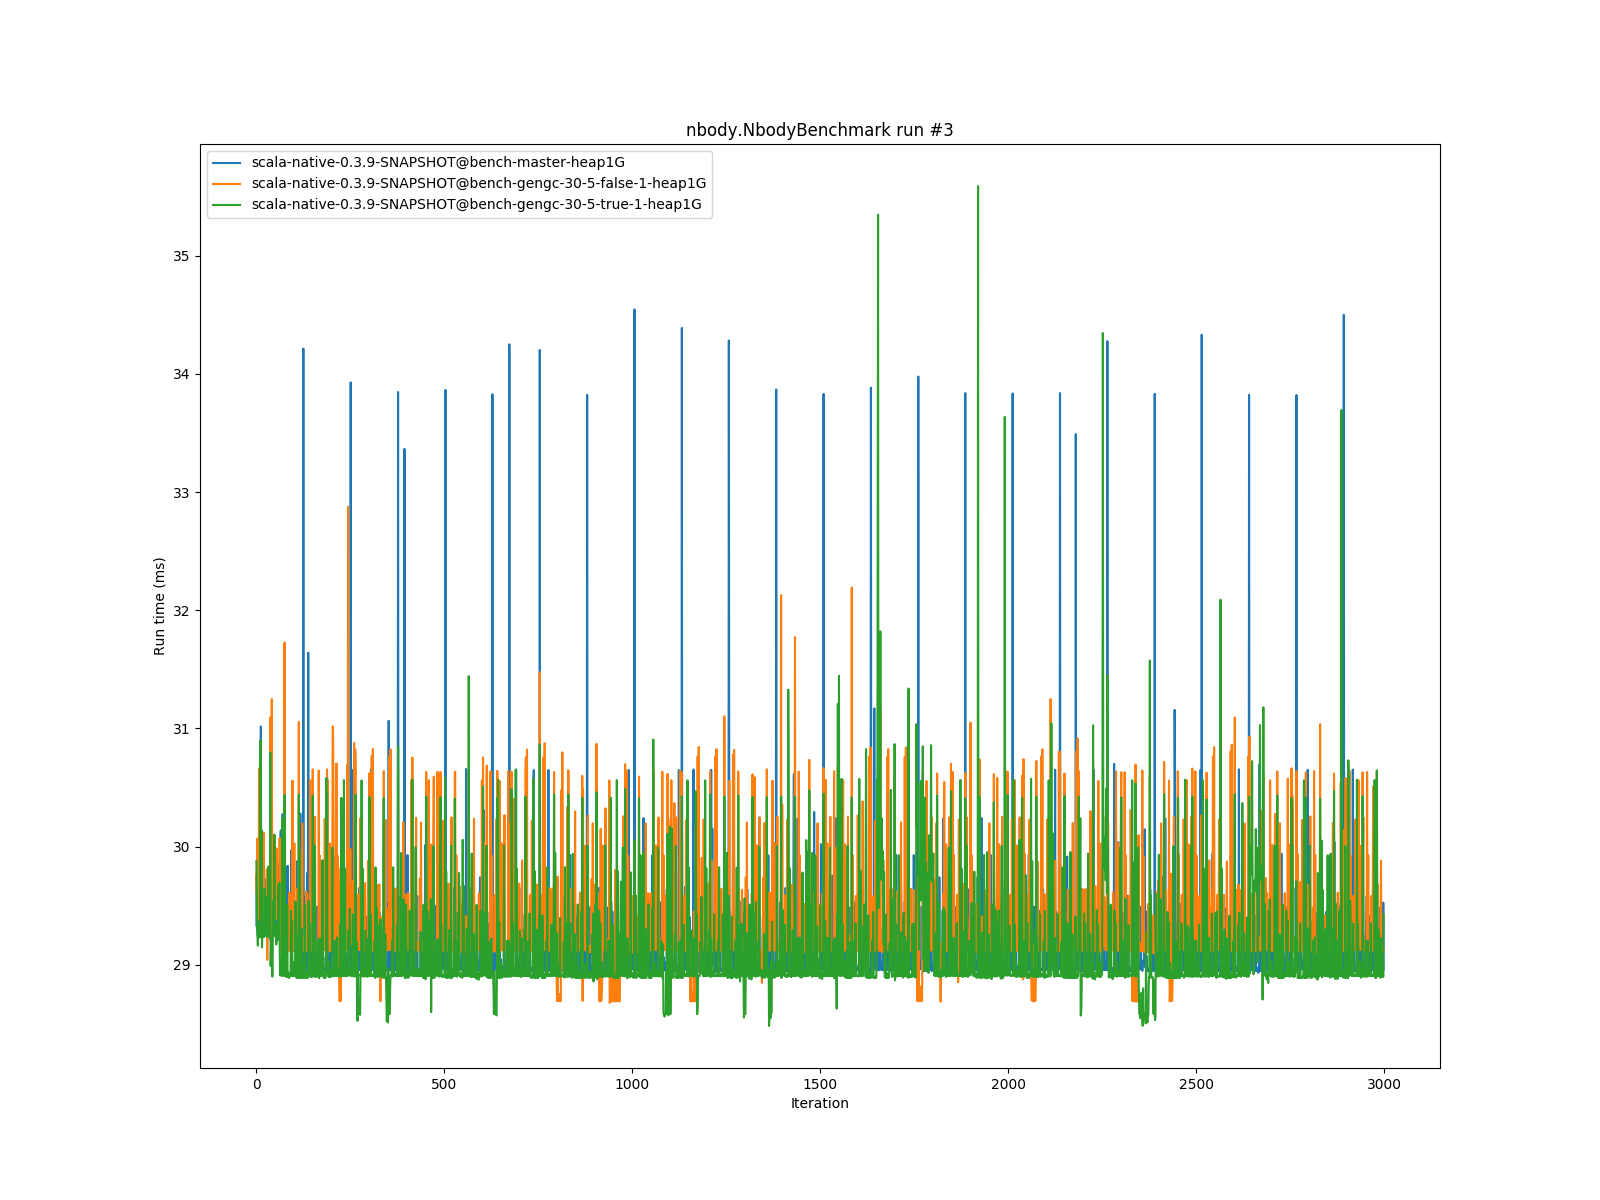 nbody.NbodyBenchmark run #3
scala-native-0.3.9-SNAPSHOT@bench-master-heap1G
scala-native-0.3.9-SNAPSHOT@bench-gengc-30-5-false-1-heap1G
scala-native-0.3.9-SNAPSHOT@bench-gengc-30-5-true-1-heap1G
35
34
33
32
31
30
29
Run time (ms)
0 500 1000 1500 2000 2500 3000
Iteration